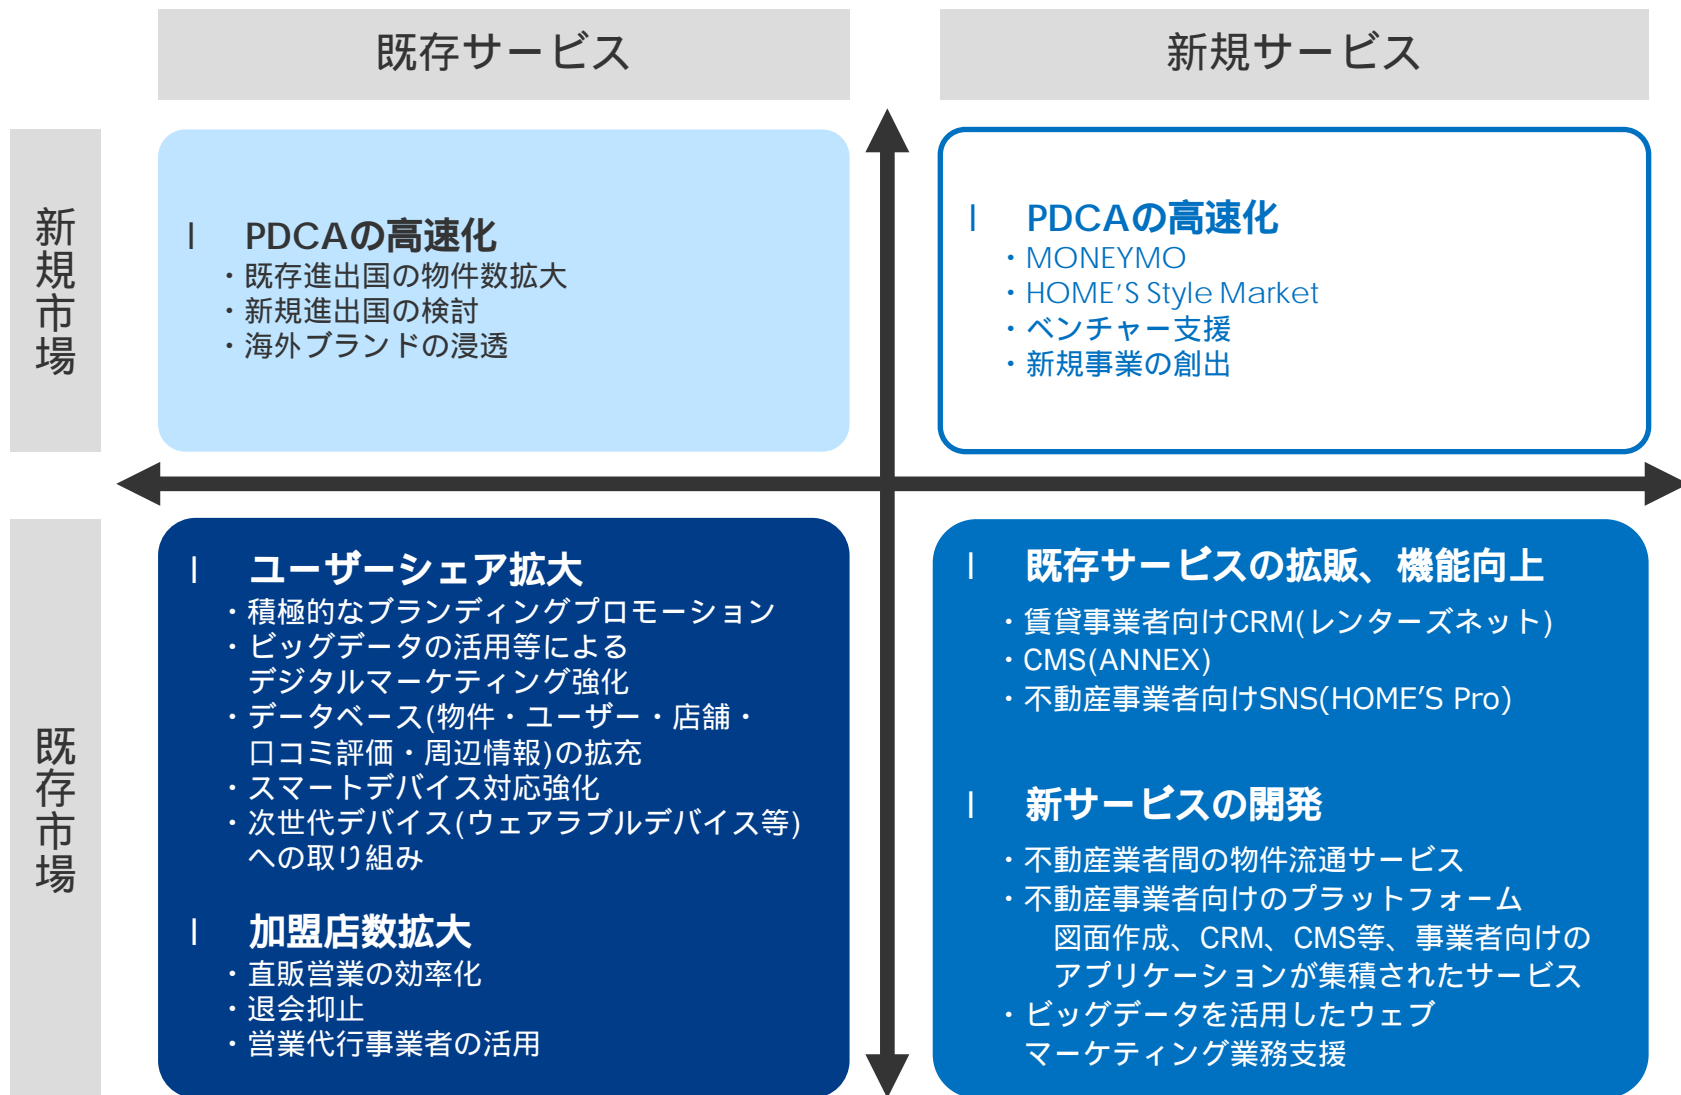 既存サービス
新規サービス
新規市場
l PDCAの高速化
・既存進出国の物件数拡大
・新規進出国の検討
・海外ブランドの浸透
l PDCAの高速化
・MONEYMO
・HOME'S Style Market
・ベンチャー支援
・新規事業の創出
既存市場
l ユーザーシェア拡大
・積極的なブランディングプロモーション
・ビッグデータの活用等による
デジタルマーケティング強化
・データベース(物件・ユーザー・店舗・
口コミ評価・周辺情報)の拡充
・スマートデバイス対応強化
・次世代デバイス(ウェアラブルデバイス等)
への取り組み
l 加盟店数拡大
・直販営業の効率化
・退会抑止
・営業代行事業者の活用
l 既存サービスの拡販、機能向上
・賃貸事業者向けCRM(レンターズネット)
・CMS(ANNEX)
・不動産事業者向けSNS(HOME'S Pro)
l 新サービスの開発
・不動産業者間の物件流通サービス
・不動産事業者向けのプラットフォーム
図面作成、CRM、CMS等、事業者向けの
アプリケーションが集積されたサービス
・ビッグデータを活用したウェブ
マーケティング業務支援